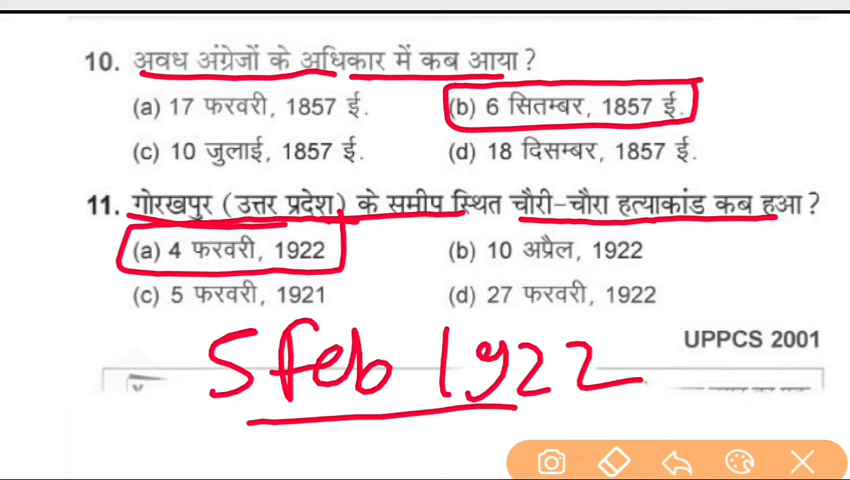 10. अवध अंग्रेजों के अधिकार में कब आया?
(a) 17 फरवरी, 1857 ई. (b) 6 सितम्बर, 1857 ई.
(c) 10 जुलाई, 1857 ई. (d) 18 दिसम्बर, 1857 ई.
11. गोरखपुर (उत्तर प्रदेश) के समीप स्थित चौरी-चौरा हत्याकांड कब हुआ?
(a) 4 फरवरी, 1922 (b) 10 अप्रैल, 1922
(c) 5 फरवरी, 1921 (d) 27 फरवरी, 1922
UPPCS 2001
5 feb 1922